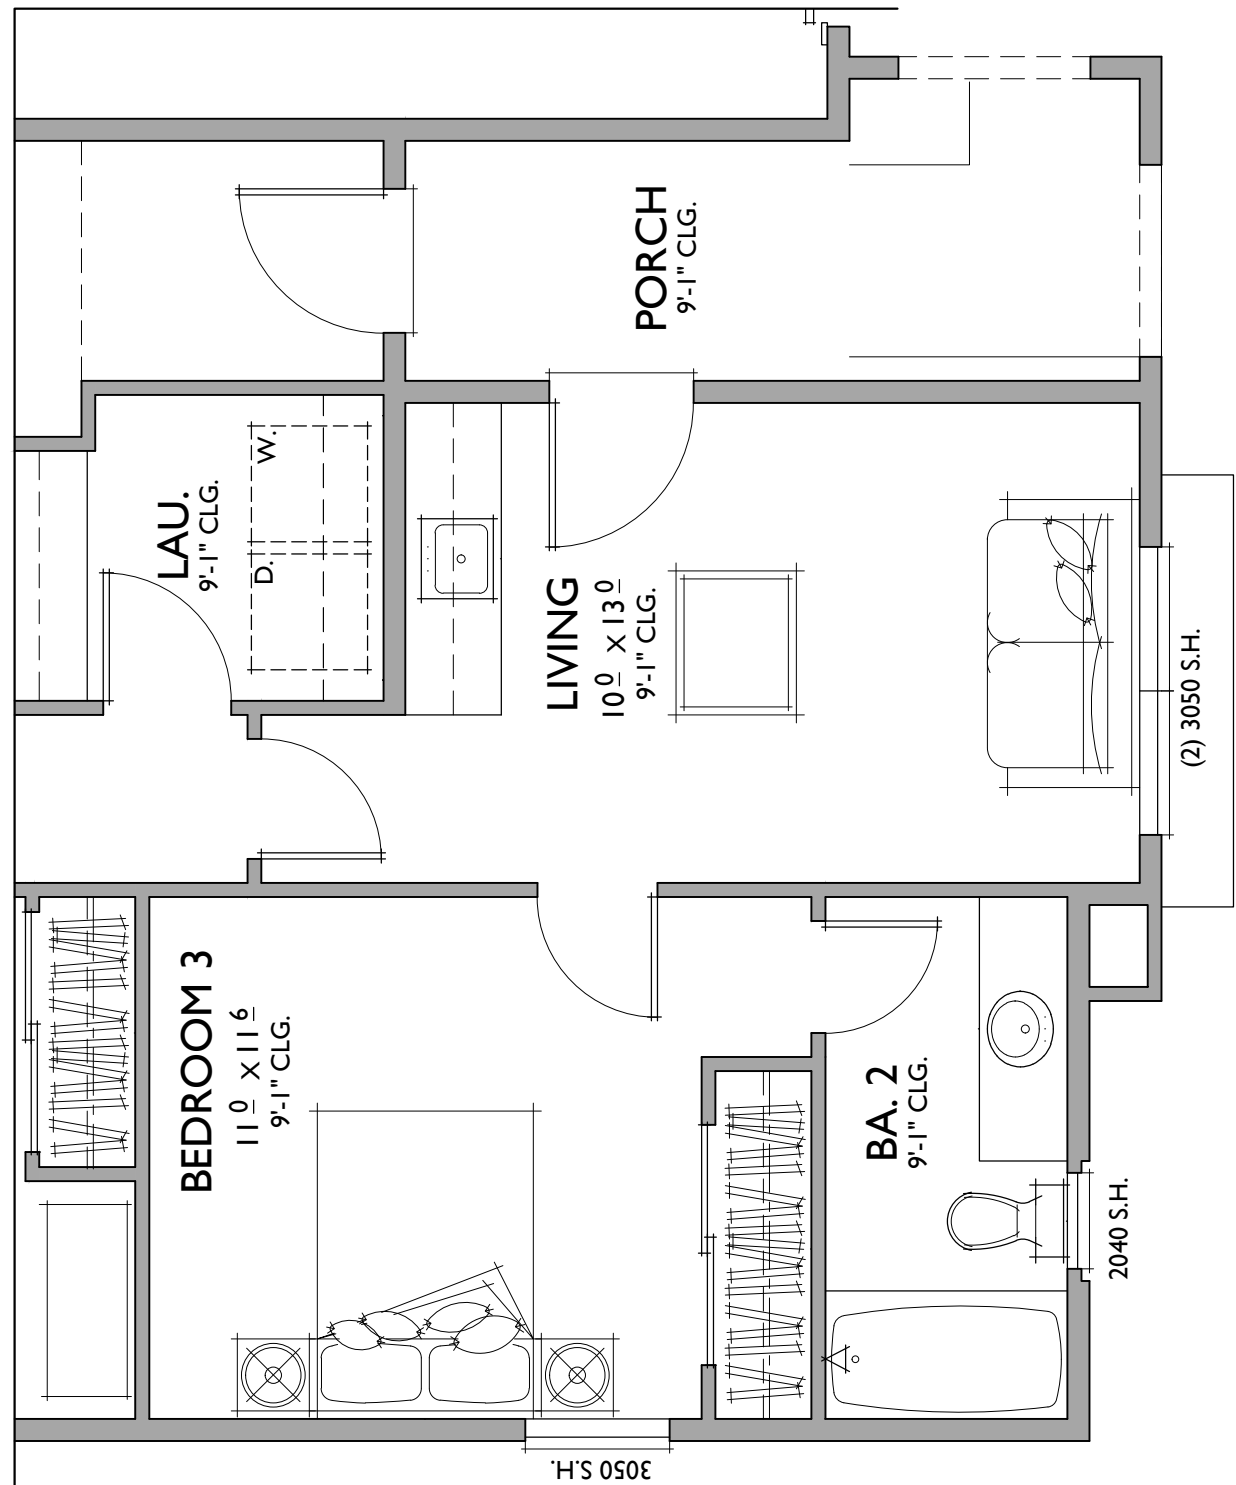 PORCH
9'-1" CLG.
LAU.
9'-1" CLG.
W.
D.
LIVING
10⁰ X 13⁰
9'-1" CLG.
(2) 3050 S.H.
BEDROOM 3
11⁰ X 11⁶
9'-1" CLG.
BA. 2
9'-1" CLG.
2040 S.H.
3050 S.H.